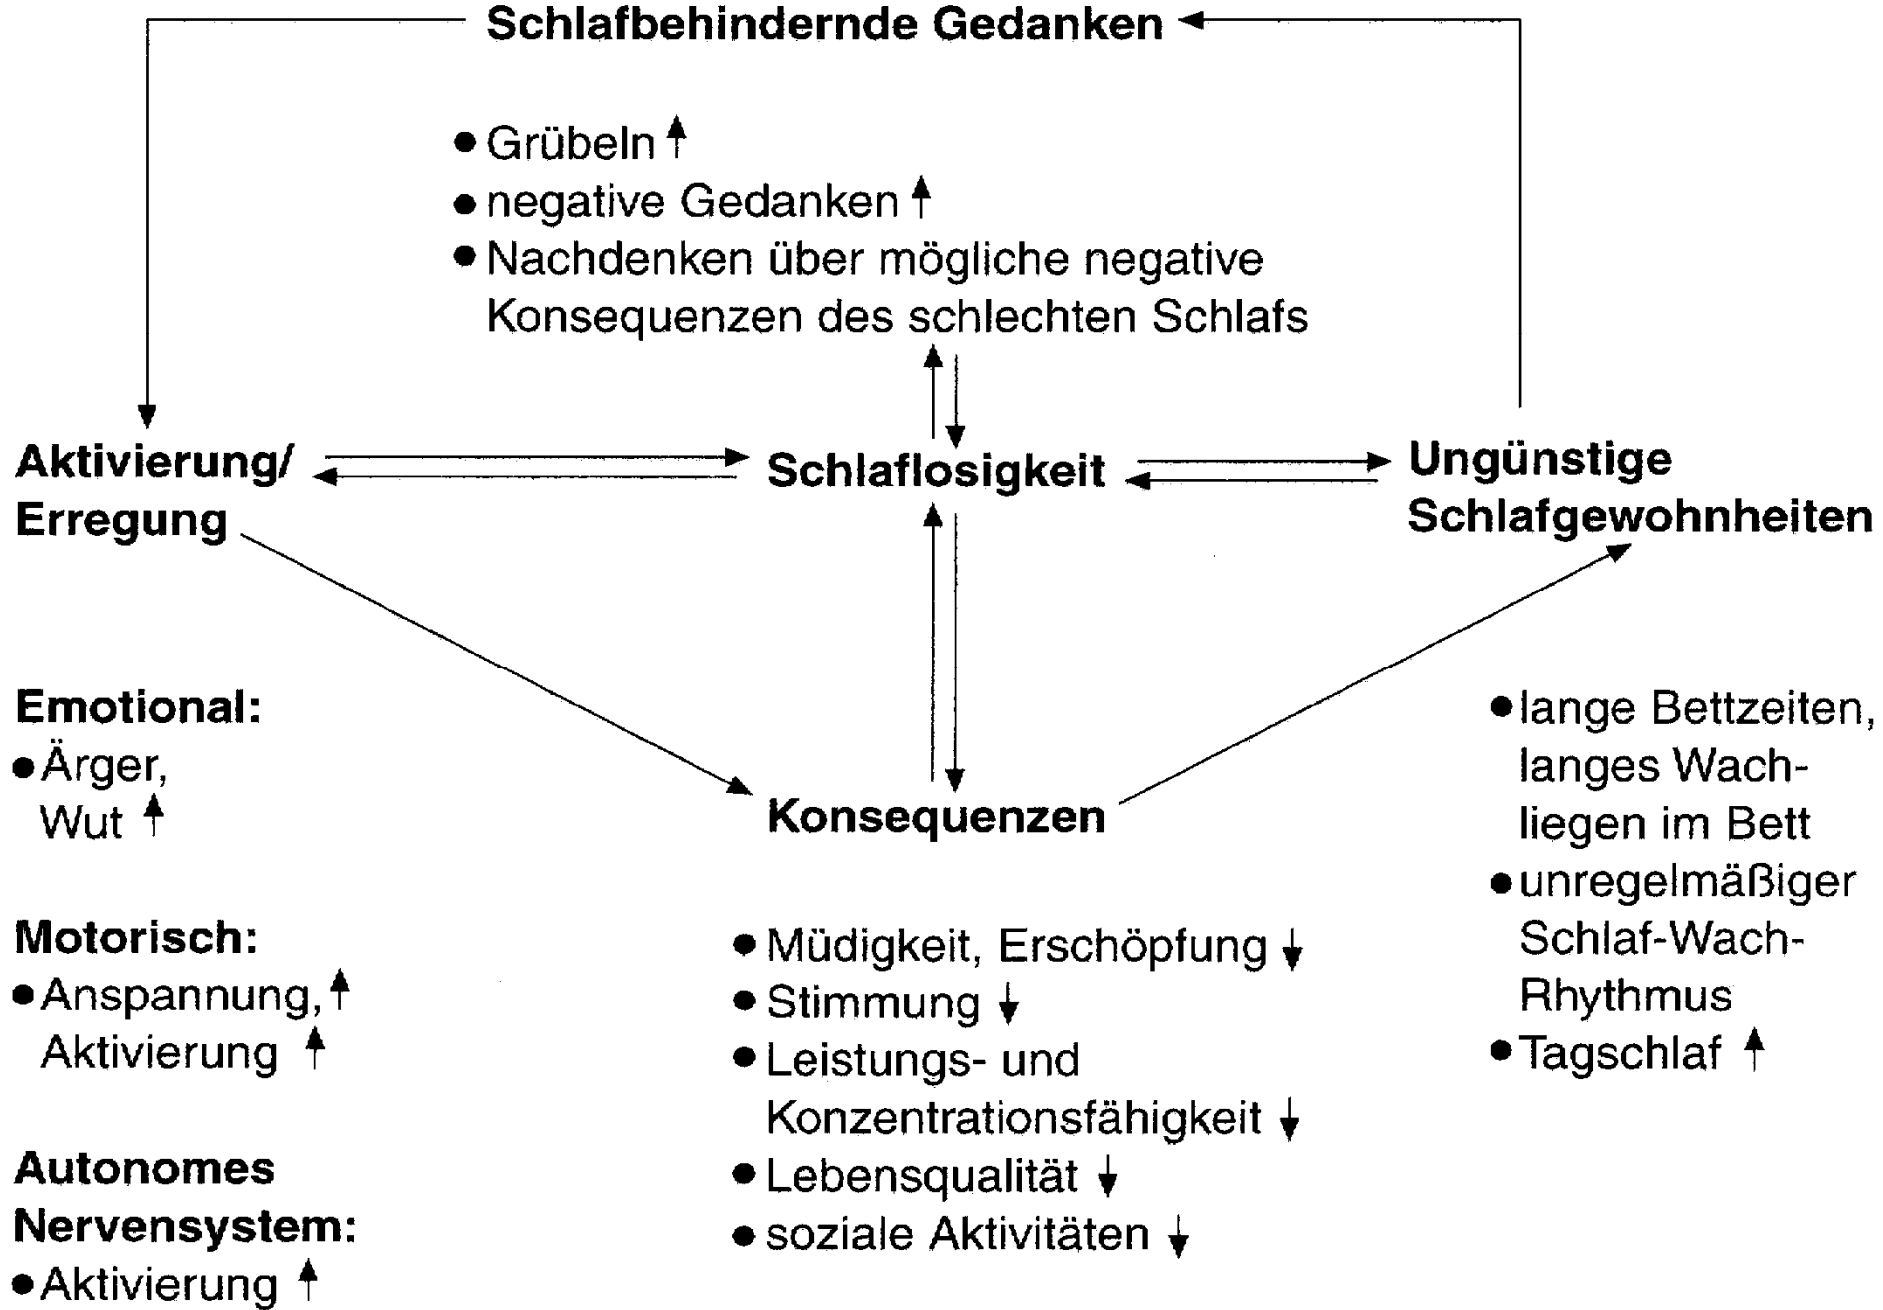 Schlafbehindernde Gedanken
● Grübeln ↑
● negative Gedanken ↑
● Nachdenken über mögliche negative
Konsequenzen des schlechten Schlafs
Aktivierung/
Erregung
Schlaflosigkeit
Ungünstige
Schlafgewohnheiten
Emotional:
● Ärger,
Wut ↑
Motorisch:
● Anspannung, ↑
Aktivierung ↑
Autonomes
Nervensystem:
● Aktivierung ↑
Konsequenzen
● Müdigkeit, Erschöpfung ↓
● Stimmung ↓
● Leistungs- und
Konzentrationsfähigkeit ↓
● Lebensqualität ↓
● soziale Aktivitäten ↓
● lange Bettzeiten,
langes Wach-
liegen im Bett
● unregelmäßiger
Schlaf-Wach-
Rhythmus
● Tagschlaf ↑